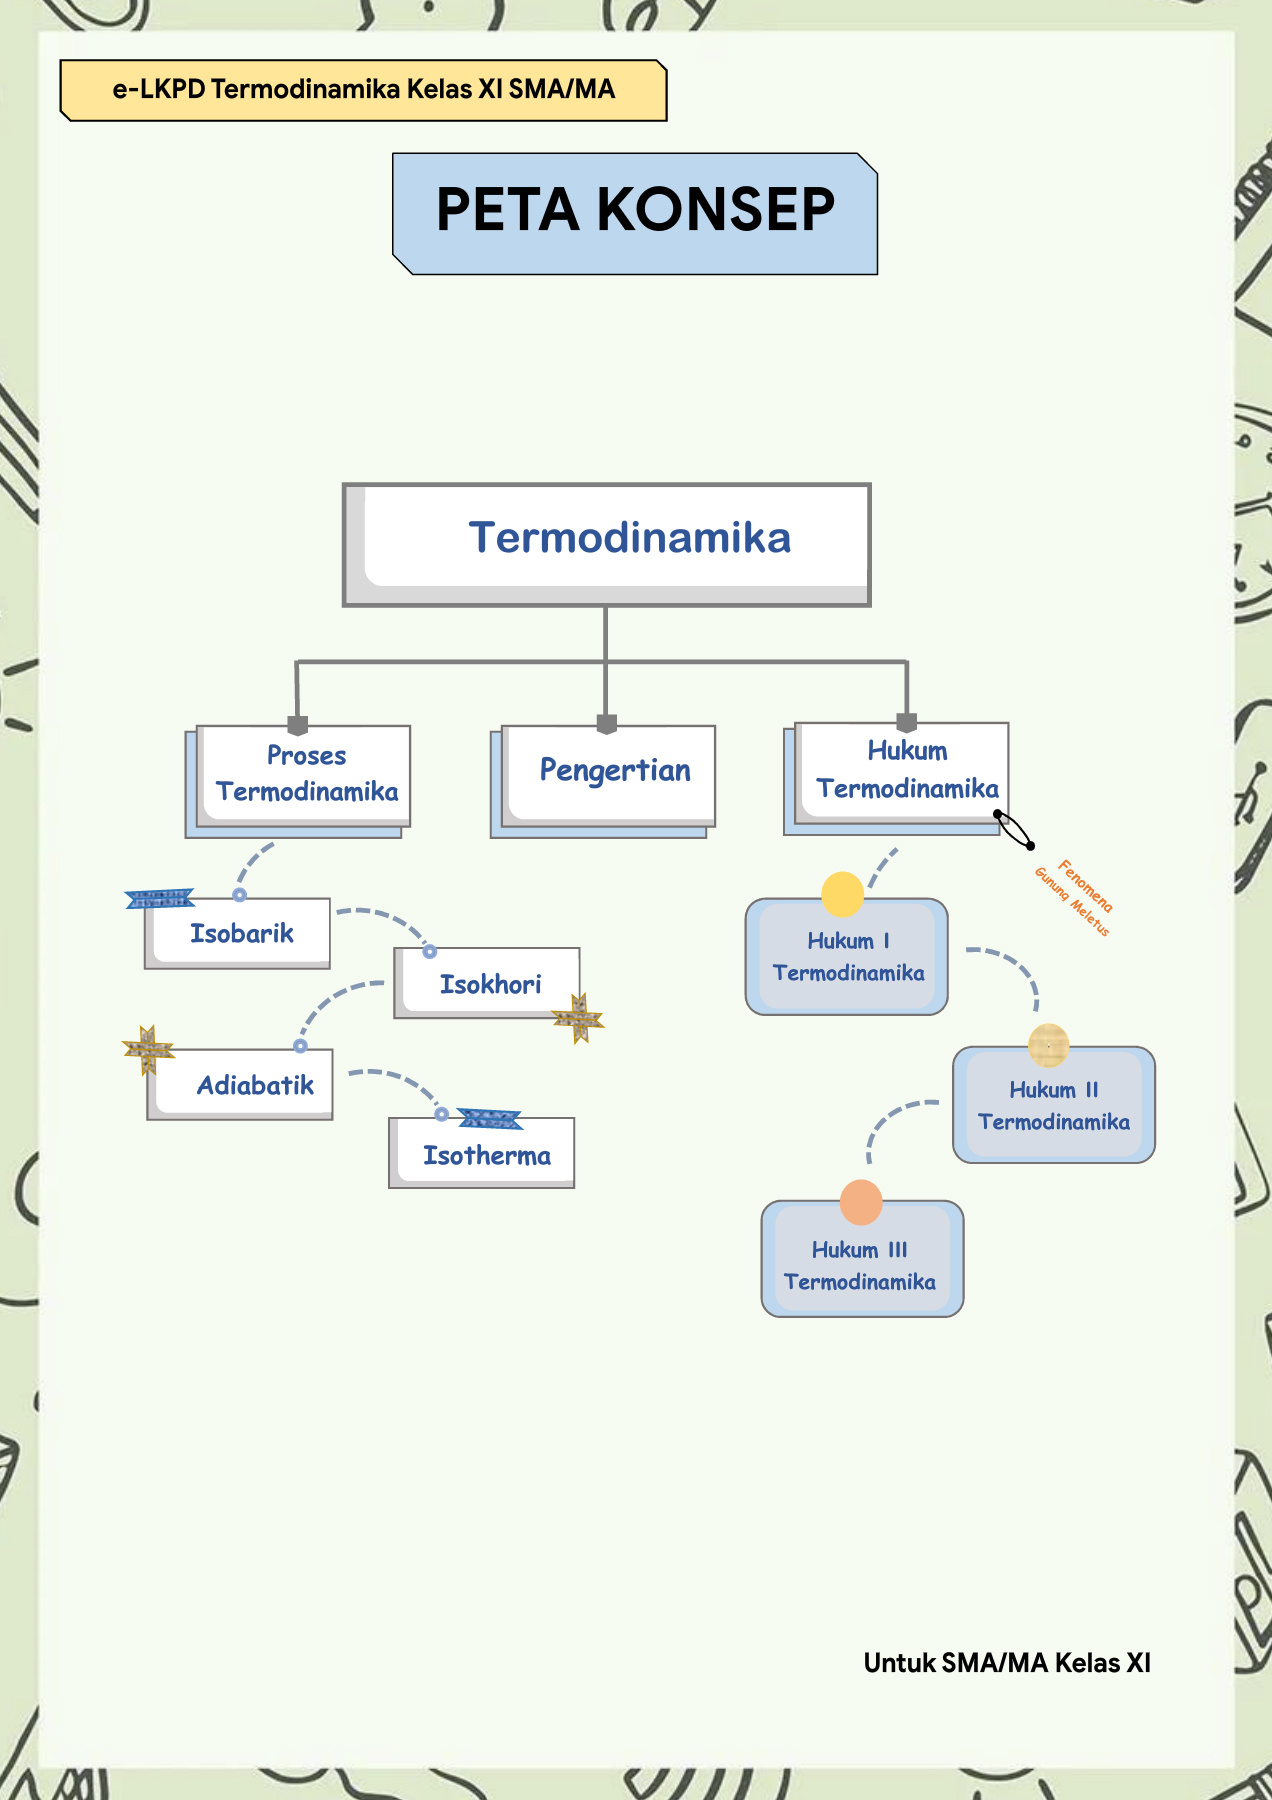 e-LKPD Termodinamika Kelas XI SMA/MA
PETA KONSEP
Termodinamika
Proses
Termodinamika
Pengertian
Hukum
Termodinamika
Fenomena
Gunung Meletus
Isobarik
Isokhori
Adiabatik
Isotherma
Hukum I
Termodinamika
Hukum II
Termodinamika
Hukum III
Termodinamika
Untuk SMA/MA Kelas XI